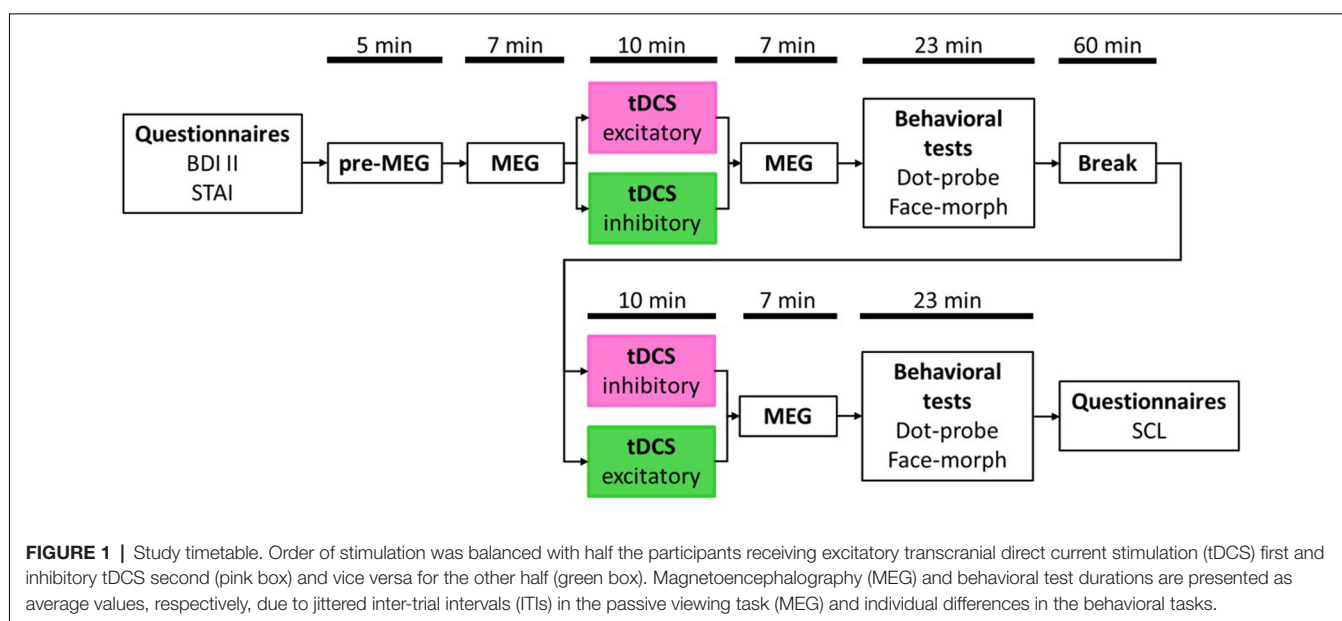 5 min 7 min 10 min 7 min 23 min 60 min
Questionnaires
BDI II
STAI
pre-MEG
MEG
tDCS
excitatory
tDCS
inhibitory
MEG
Behavioral
tests
Dot-probe
Face-morph
Break
10 min 7 min 23 min
tDCS
inhibitory
tDCS
excitatory
MEG
Behavioral
tests
Dot-probe
Face-morph
Questionnaires
SCL
FIGURE 1 | Study timetable. Order of stimulation was balanced with half the participants receiving excitatory transcranial direct current stimulation (tDCS) first and
inhibitory tDCS second (pink box) and vice versa for the other half (green box). Magnetoencephalography (MEG) and behavioral test durations are presented as
average values, respectively, due to jittered inter-trial intervals (ITIs) in the passive viewing task (MEG) and individual differences in the behavioral tasks.